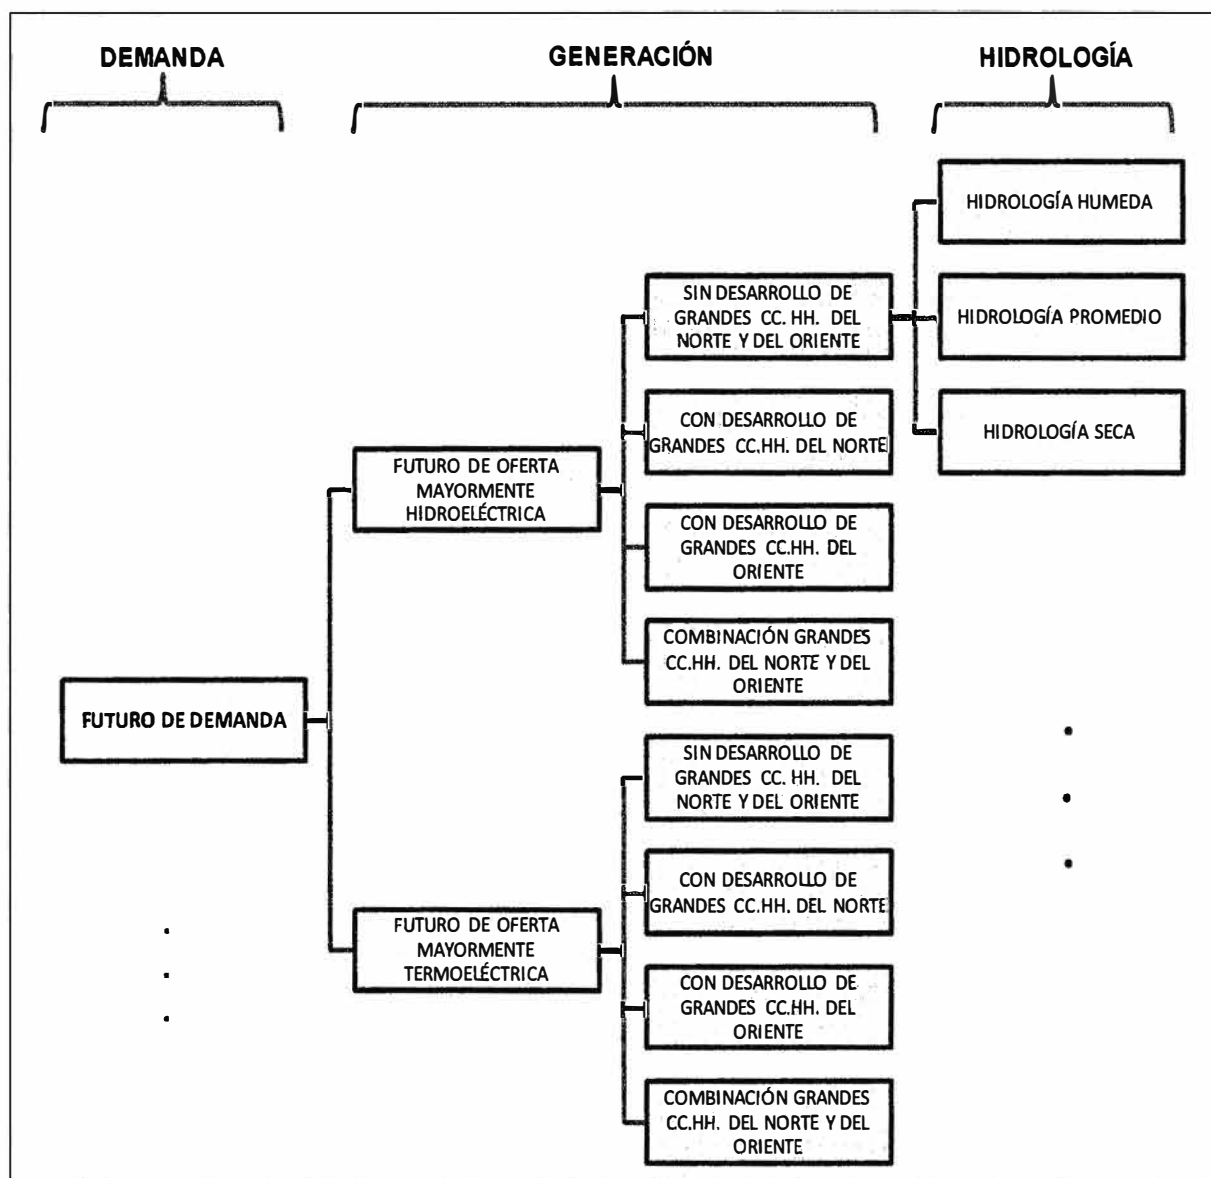 DEMANDA
GENERACIÓN
HIDROLOGÍA
HIDROLOGÍA HUMEDA
SIN DESARROLLO DE
GRANDES CC. HH. DEL
NORTE Y DEL ORIENTE
HIDROLOGÍA PROMEDIO
CON DESARROLLO DE
GRANDES CC.HH. DEL NORTE
HIDROLOGÍA SECA
FUTURO DE OFERTA
MAYORMENTE
HIDROELÉCTRICA
CON DESARROLLO DE
GRANDES CC.HH. DEL
ORIENTE
COMBINACIÓN GRANDES
CC.HH. DEL NORTE Y DEL
ORIENTE
FUTURO DE DEMANDA
SIN DESARROLLO DE
GRANDES CC. HH. DEL
NORTE Y DEL ORIENTE
CON DESARROLLO DE
GRANDES CC.HH. DEL NORTE
FUTURO DE OFERTA
MAYORMENTE
TERMOELÉCTRICA
CON DESARROLLO DE
GRANDES CC.HH. DEL
ORIENTE
COMBINACIÓN GRANDES
CC.HH. DEL NORTE Y DEL
ORIENTE